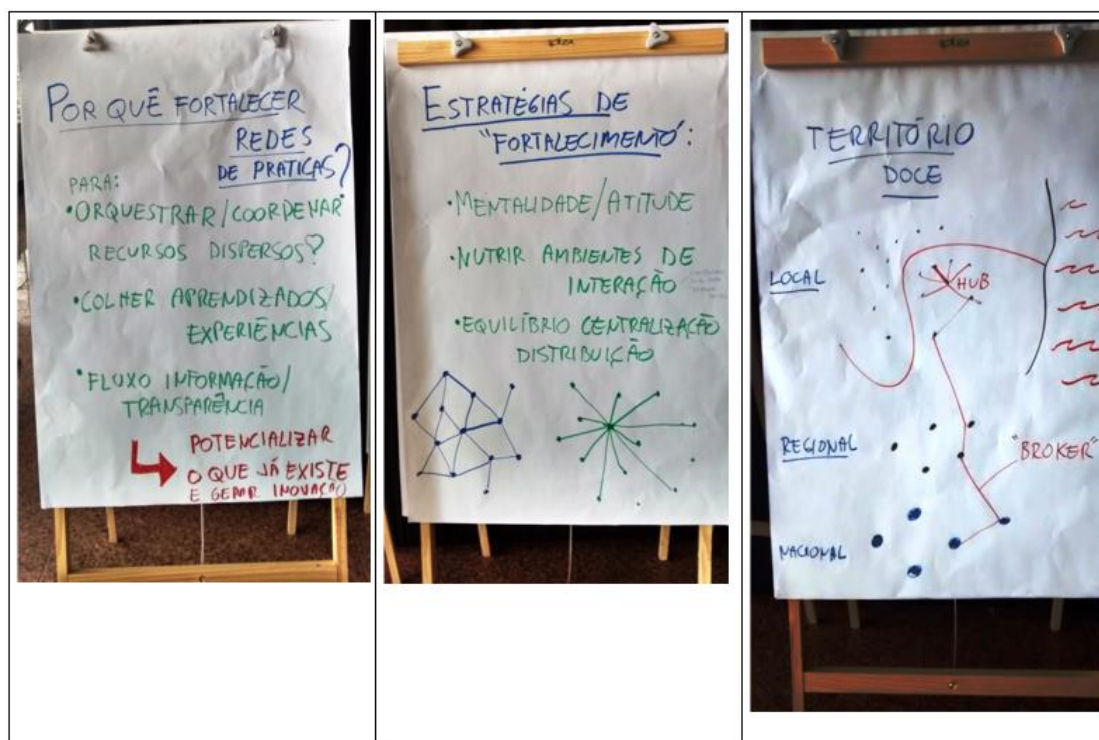 POR QUÊ FORTALECER
REDES
DE PRATICAS?
PARA:
• ORQUESTRAR/COORDENAR
RECURSOS DISPERSOS?
• COLHER APRENDIZADOS/
EXPERIÊNCIAS
• FLUXO INFORMAÇÃO/
TRANSPARÊNCIA
POTENCIALIZAR
O QUE JÁ EXISTE
E GERAR INOVAÇÃO
ESTRATÉGIAS DE
"FORTALECIMENTO":
• MENTALIDADE/ATITUDE
• NUTRIR AMBIENTES DE
INTERAÇÃO
• EQUILÍBRIO CENTRALIZAÇÃO
DISTRIBUIÇÃO
TERRITÓRIO
DOCE
LOCAL
HUB
REGIONAL
"BROKER"
NACIONAL